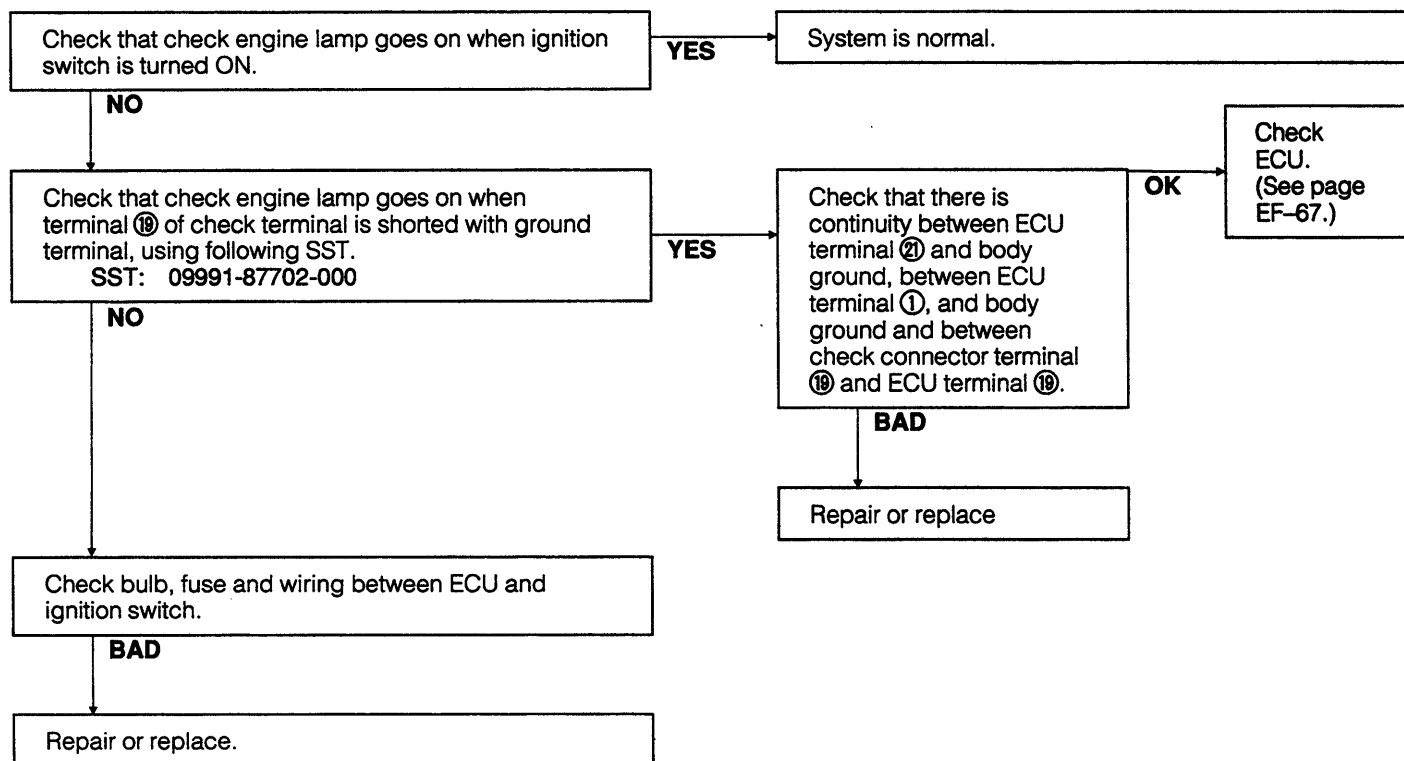 Check that check engine lamp goes on when ignition
switch is turned ON.
YES
System is normal.
NO
Check that check engine lamp goes on when
terminal ⑲ of check terminal is shorted with ground
terminal, using following SST.
SST: 09991-87702-000
YES
Check that there is
continuity between ECU
terminal ㉑ and body
ground, between ECU
terminal ①, and body
ground and between
check connector terminal
⑲ and ECU terminal ⑲.
OK
Check
ECU.
(See page
EF–67.)
NO
BAD
Repair or replace
Check bulb, fuse and wiring between ECU and
ignition switch.
BAD
Repair or replace.